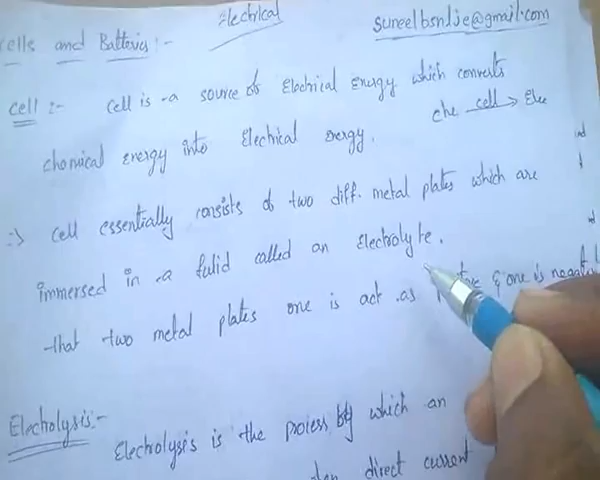 Electrical
suneelbsnlje@gmail.com
cells and Batteries:-
cell :- cell is a source of Electrical Energy which converts
che cell→ Ele
chemical Energy into Electrical Energy.
⇒ cell essentially consists of two diff. metal plates which are
immersed in a fulid called an Electrolyte.
that two metal plates one is act as & one is negative
Electrolysis:-
Electrolysis is the process by which an
direct current